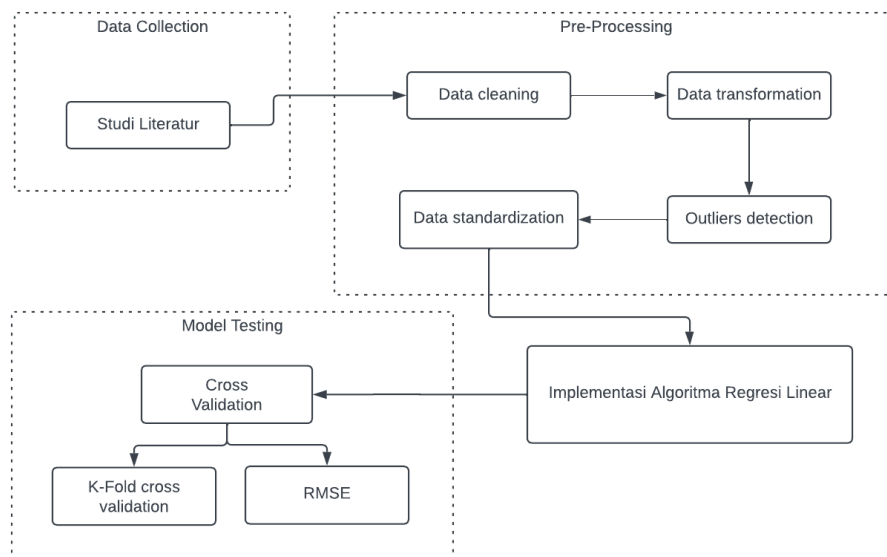 Data Collection
Pre-Processing
Studi Literatur
Data cleaning
Data transformation
Outliers detection
Data standardization
Implementasi Algoritma Regresi Linear
Model Testing
Cross
Validation
K-Fold cross
validation
RMSE